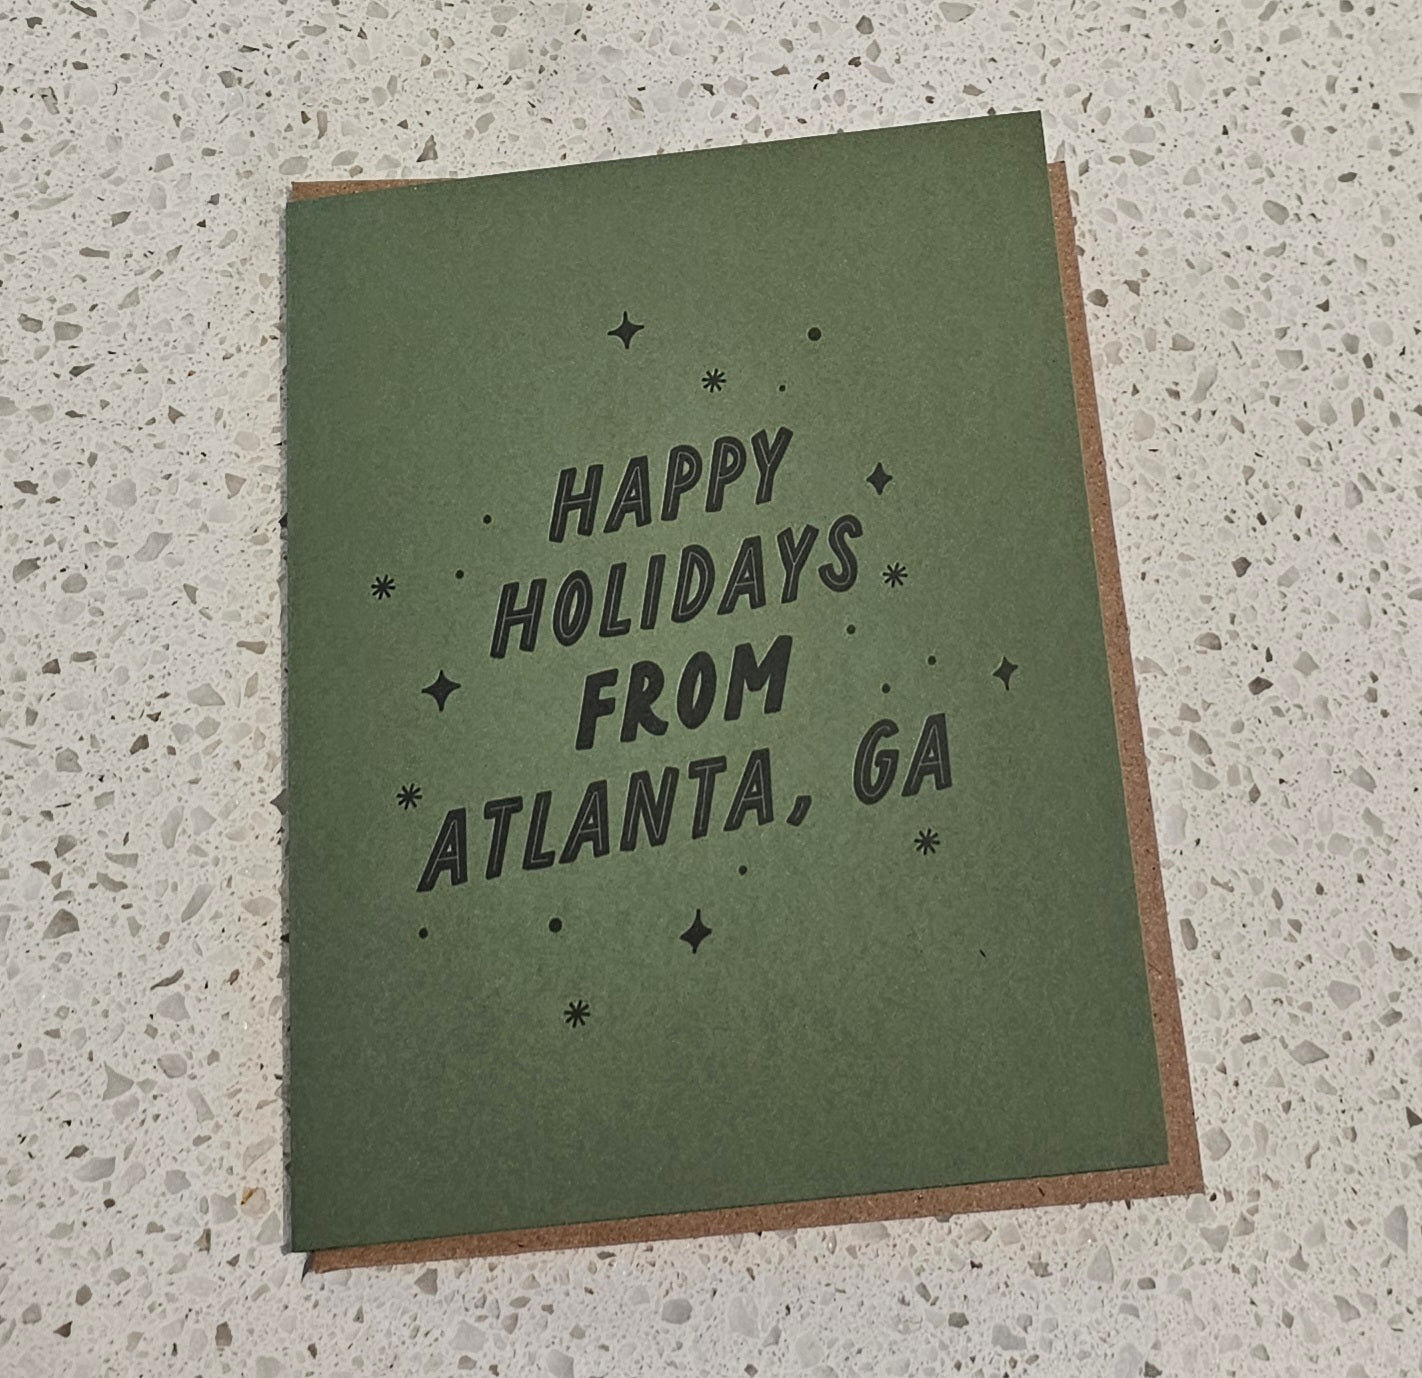 HAPPY
HOLIDAYS
FROM
ATLANTA, GA